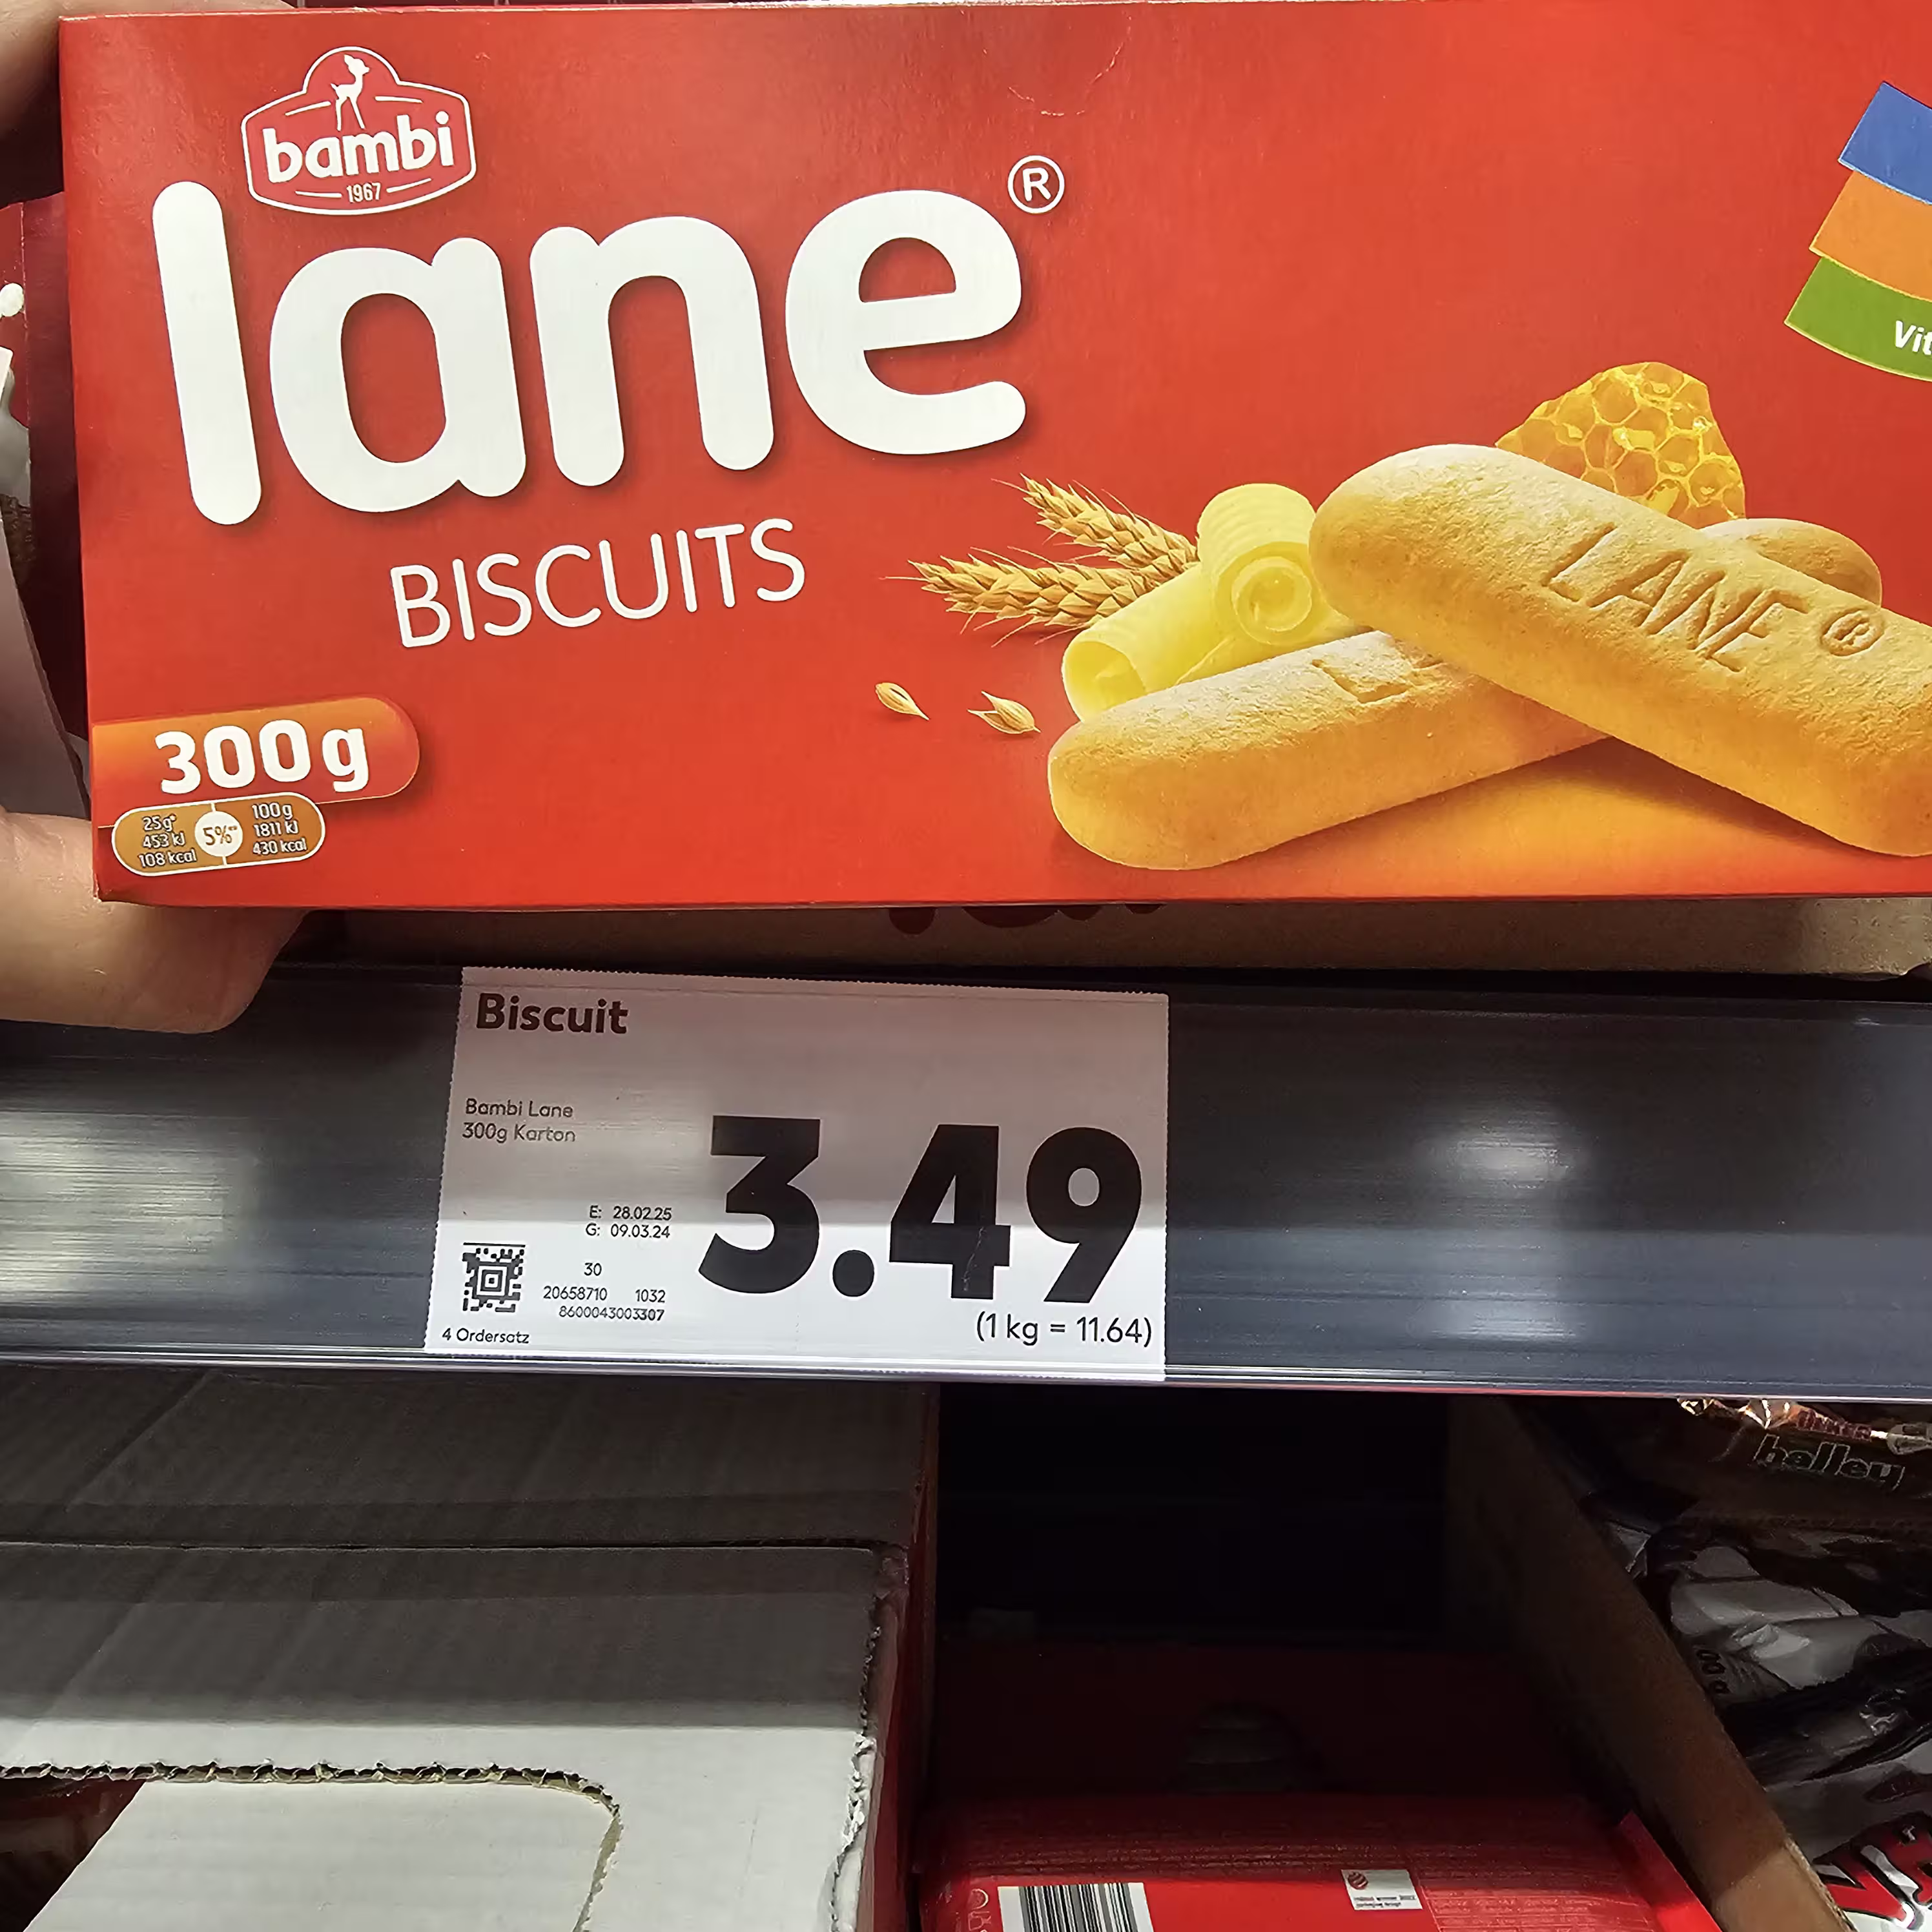 bambi
1967
lane®
BISCUITS
Vit
LANE ®
L
300g
25g*
453 kJ
108 kcal
5%**
100g
1811 kJ
430 kcal
Biscuit
Bambi Lane
300g Karton
3.49
E: 28.02.25
G: 09.03.24
30
20658710 1032
8600043003307
4 Ordersatz
(1 kg = 11.64)
halley